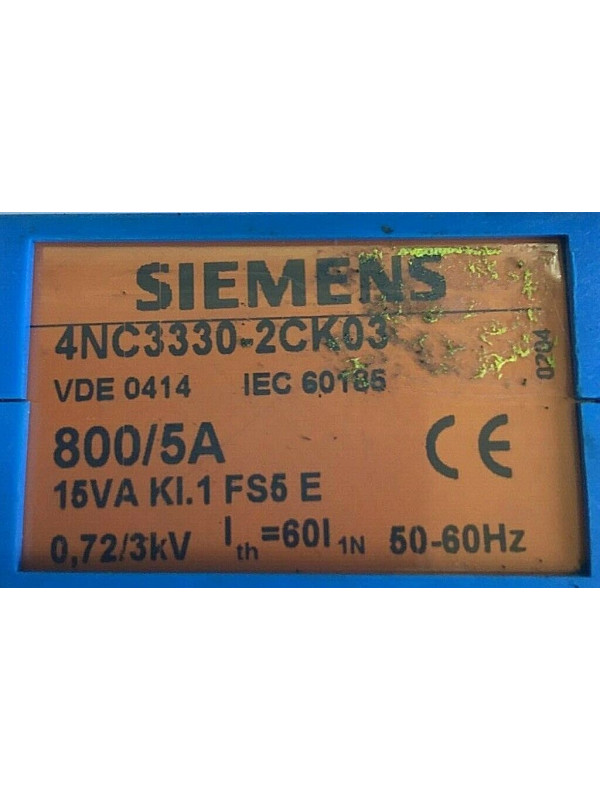 SIEMENS
4NC3330-2CK03
VDE 0414 IEC 60185
0204
800/5A
CE
15VA Kl.1 FS5 E
0,72/3kV Ith=60I1N 50-60Hz